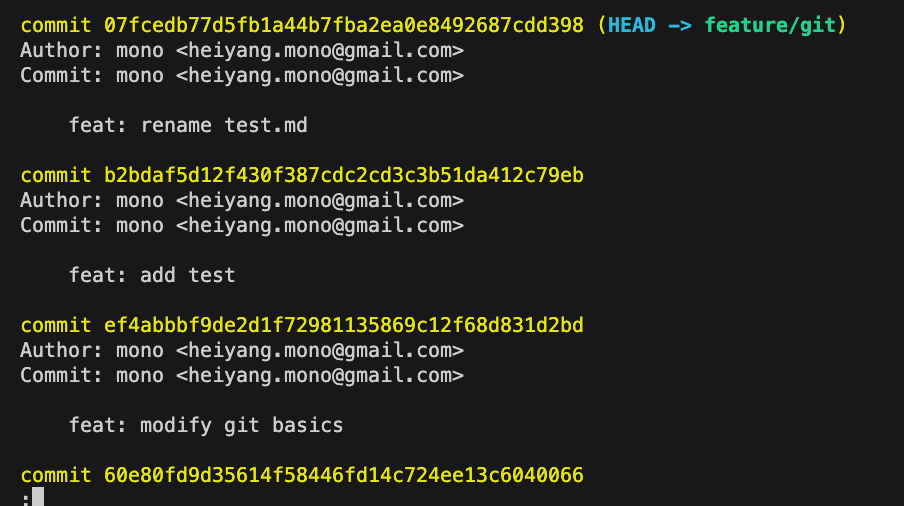 commit 07fcedb77d5fb1a44b7fba2ea0e8492687cdd398 (HEAD -> feature/git)
Author: mono <heiyang.mono@gmail.com>
Commit: mono <heiyang.mono@gmail.com>
feat: rename test.md
commit b2bdaf5d12f430f387cdc2cd3c3b51da412c79eb
Author: mono <heiyang.mono@gmail.com>
Commit: mono <heiyang.mono@gmail.com>
feat: add test
commit ef4abbbf9de2d1f72981135869c12f68d831d2bd
Author: mono <heiyang.mono@gmail.com>
Commit: mono <heiyang.mono@gmail.com>
feat: modify git basics
commit 60e80fd9d35614f58446fd14c724ee13c6040066
: